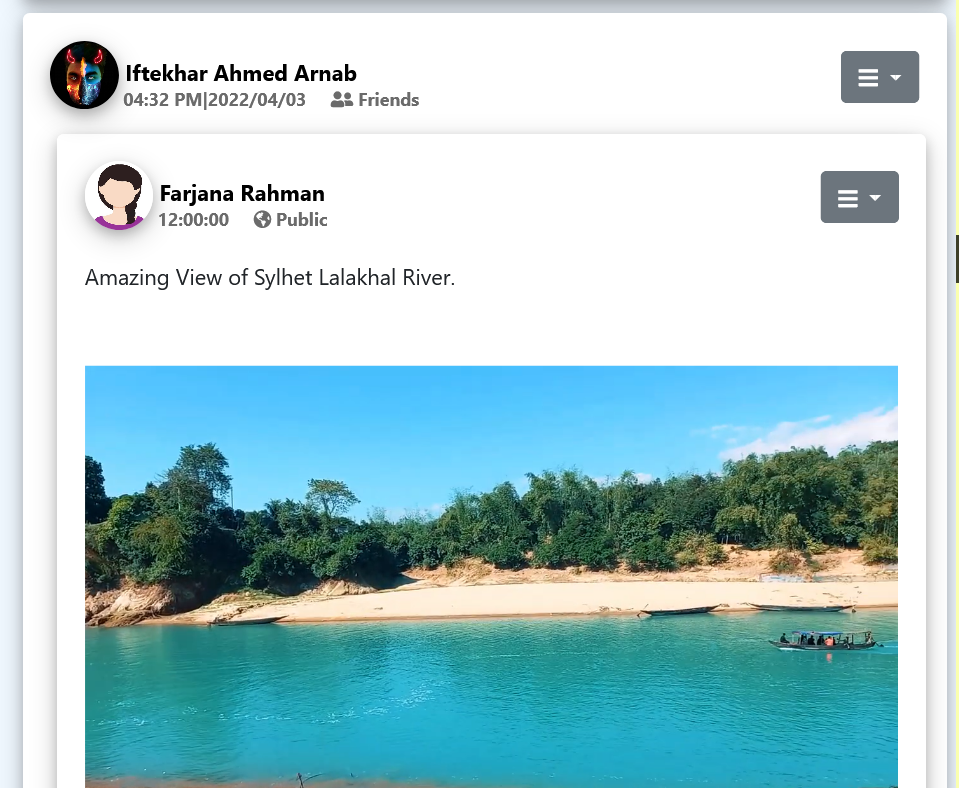 Iftekhar Ahmed Arnab
04:32 PM|2022/04/03 Friends
Farjana Rahman
12:00:00 Public
Amazing View of Sylhet Lalakhal River.